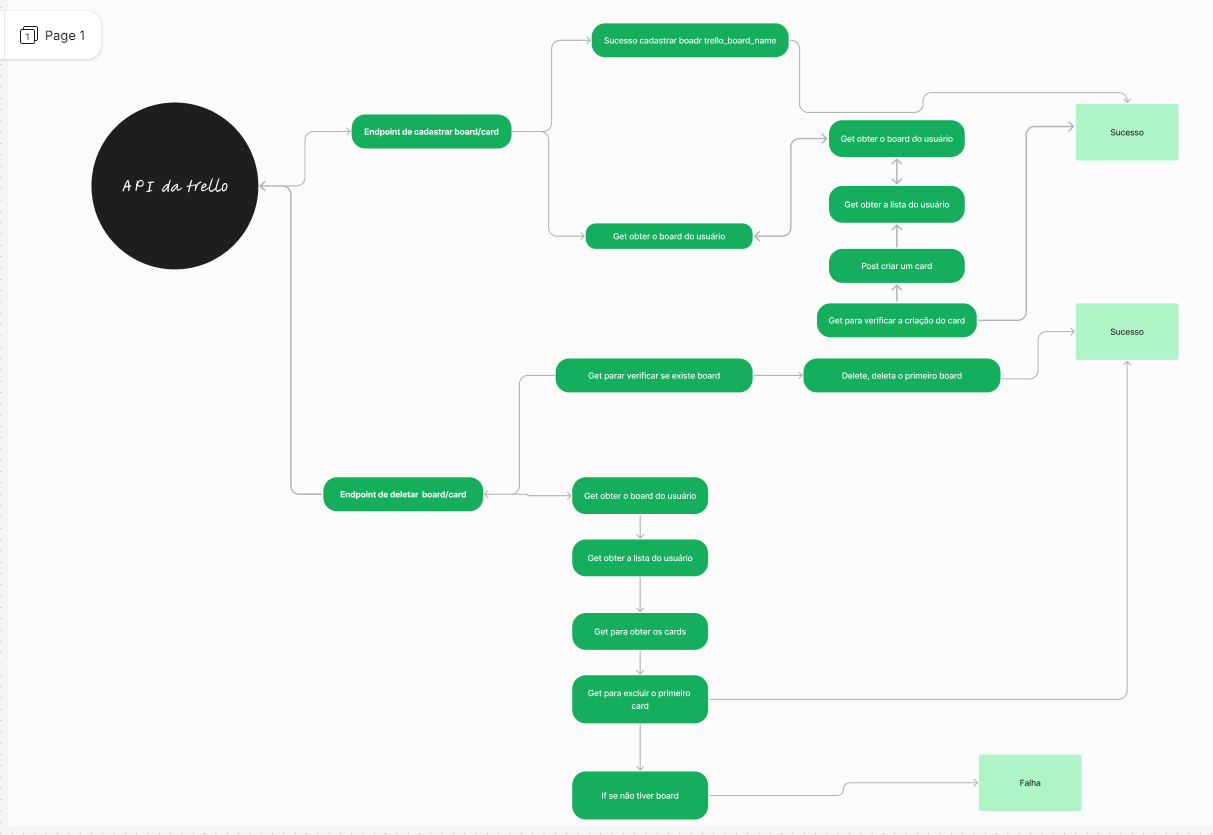 1 Page 1
Sucesso cadastrar boadr trello_board_name
Endpoint de cadastrar board/card
Sucesso
Get obter o board do usuário
API da trello
Get obter a lista do usuário
Get obter o board do usuário
Post criar um card
Get para verificar a criação do card
Sucesso
Get parar verificar se existe board
Delete, deleta o primeiro board
Endpoint de deletar board/card
Get obter o board do usuário
Get obter a lista do usuário
Get para obter os cards
Get para excluir o primeiro
card
If se não tiver board
Falha